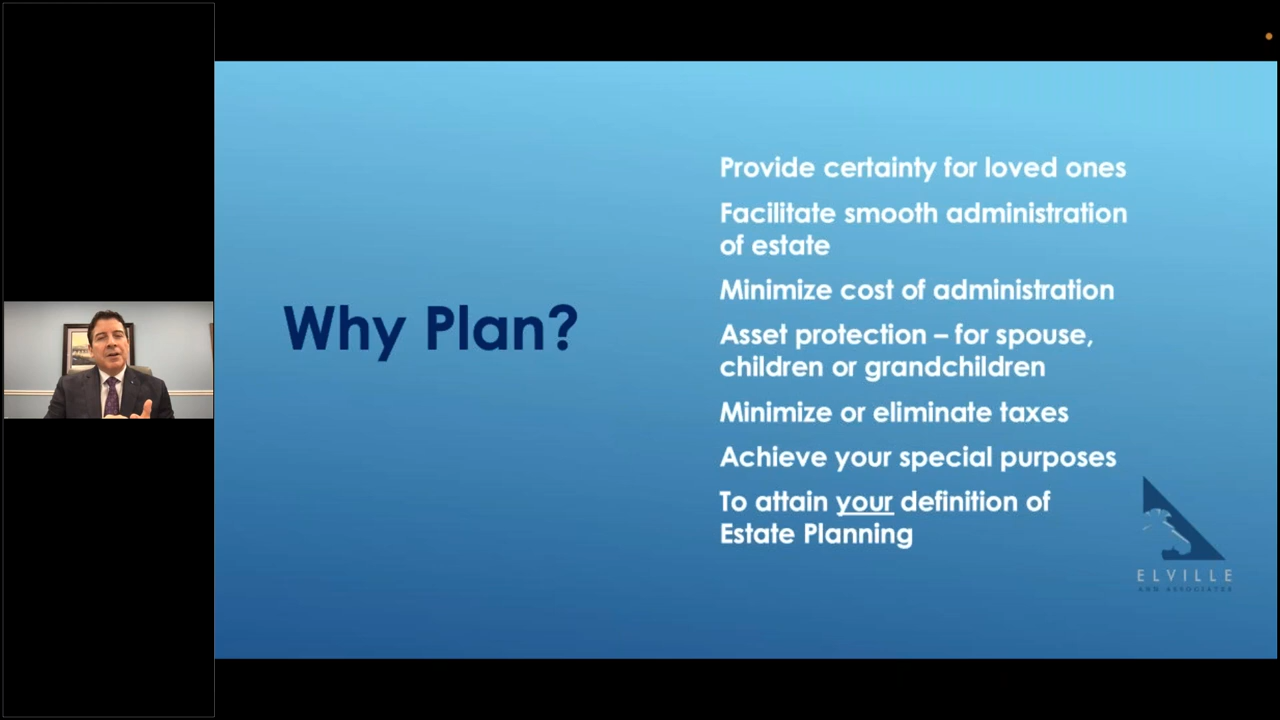 Why Plan?
Provide certainty for loved ones
Facilitate smooth administration
of estate
Minimize cost of administration
Asset protection – for spouse,
children or grandchildren
Minimize or eliminate taxes
Achieve your special purposes
To attain your definition of
Estate Planning
ELVILLE
AND ASSOCIATES